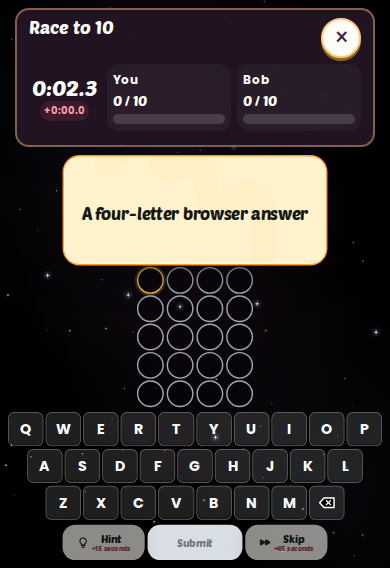 Race to 10
×
0:02.3
+0:00.0
You
0 / 10
Bob
0 / 10
A four-letter browser answer
Q W E R T Y U I O P
A S D F G H J K L
Z X C V B N M
Hint
+15 seconds
Submit
Skip
+45 seconds